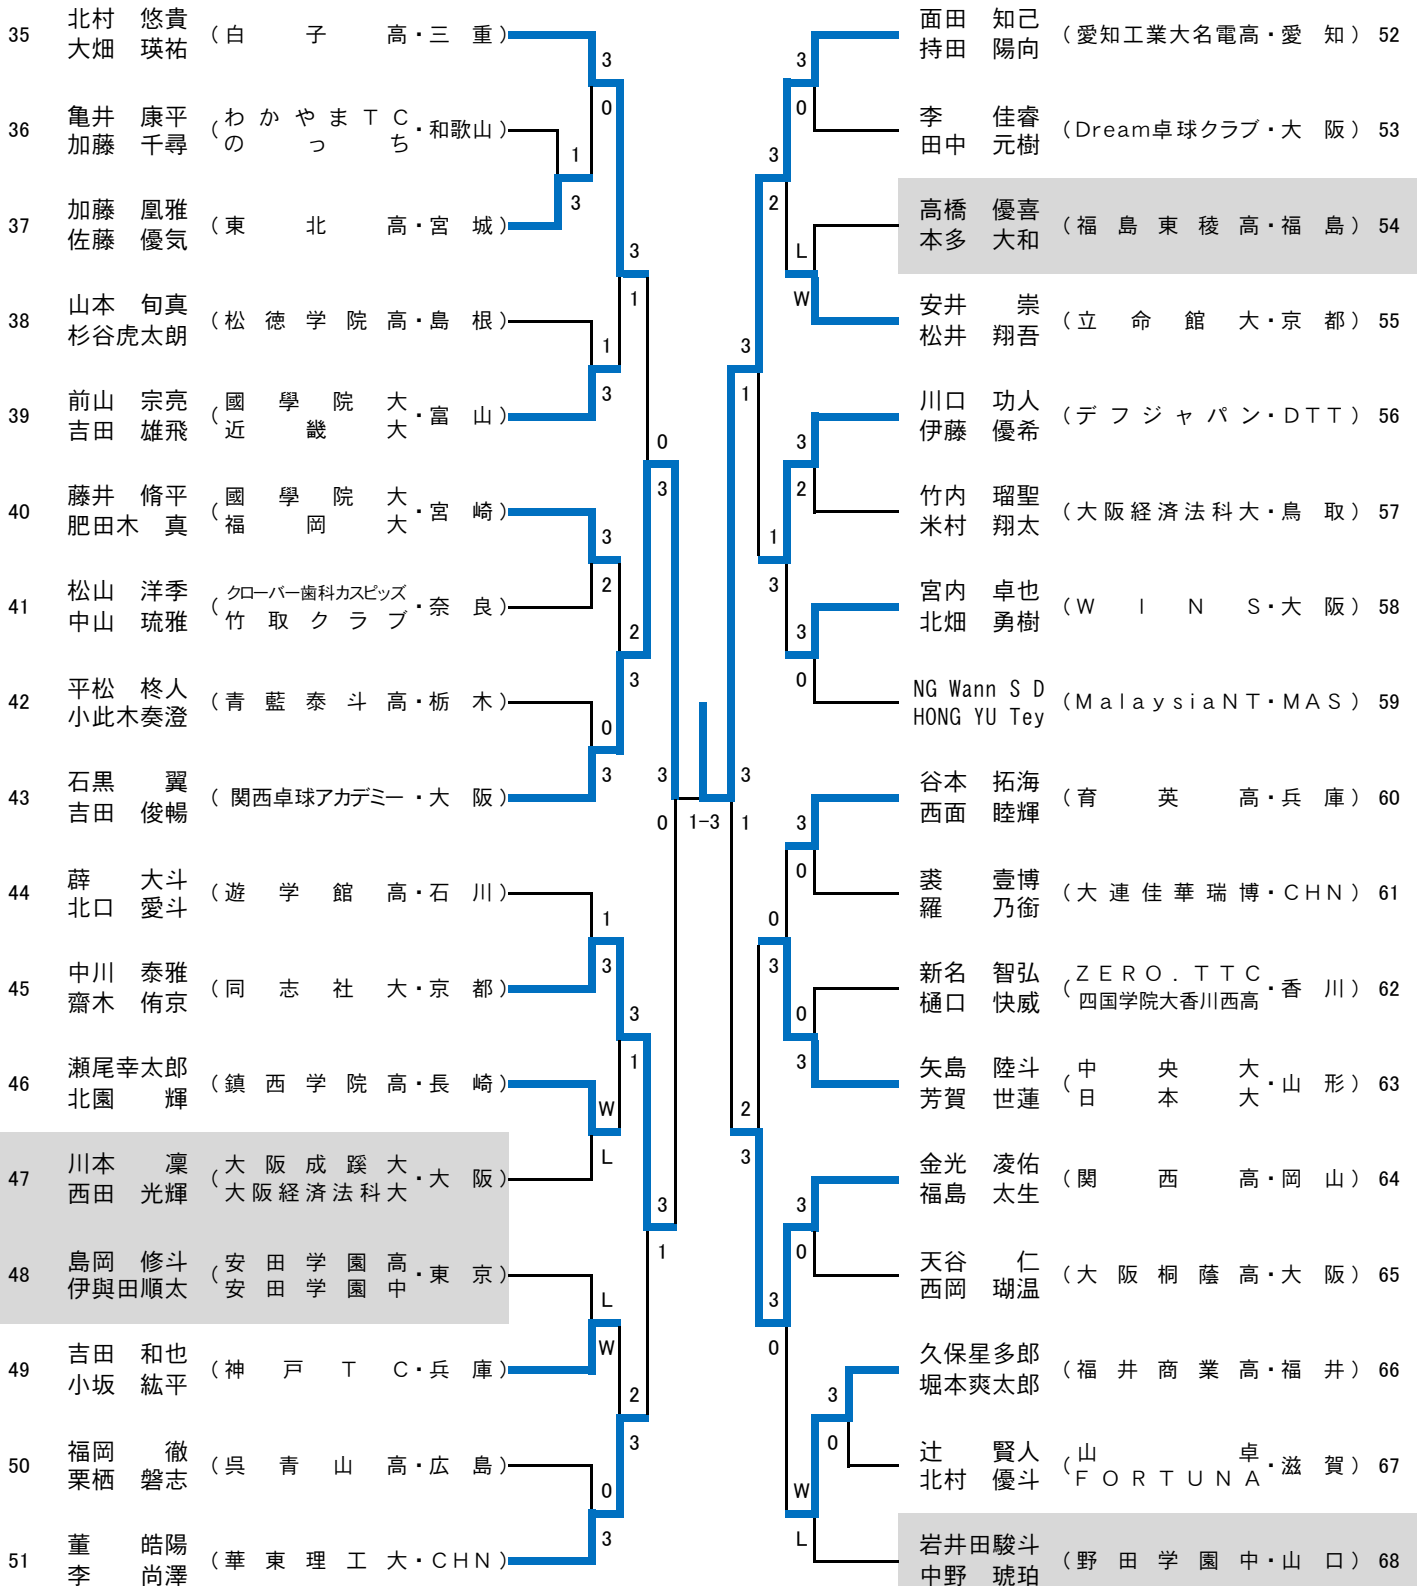 35 北村 悠貴 大畑 瑛祐 (白子高・三重)
36 亀井 康平 加藤 千尋 (わかやまTC のっち・和歌山)
37 加藤 凰雅 佐藤 優気 (東北高・宮城)
38 山本 旬真 杉谷虎太朗 (松徳学院高・島根)
39 前山 宗亮 吉田 雄飛 (國學院大 近畿大・富山)
40 藤井 脩平 肥田木 真 (國學院大 福岡大・宮崎)
41 松山 洋季 中山 琉雅 (クローバー歯科カスピッズ 竹取クラブ・奈良)
42 平松 柊人 小此木奏澄 (青藍泰斗高・栃木)
43 石黒 翼 吉田 俊暢 (関西卓球アカデミー・大阪)
44 薜 大斗 北口 愛斗 (遊学館高・石川)
45 中川 泰雅 齋木 侑京 (同志社大・京都)
46 瀬尾幸太郎 北園 輝 (鎮西学院高・長崎)
47 川本 凜 西田 光輝 (大阪成蹊大 大阪経済法科大・大阪)
48 島岡 修斗 伊與田順太 (安田学園高 安田学園中・東京)
49 吉田 和也 小坂 紘平 (神戸TC・兵庫)
50 福岡 徹 栗栖 磐志 (呉青山高・広島)
51 董 皓陽 李 尚澤 (華東理工大・CHN)
3
0
1
3
3
1
1
3
0
3
3
2
2
3
0
3
3
0
1
3
3
1
W
L
3
1
L
W
2
3
0
3
1-3
3
0
3
2
L
W
3
1
3
2
1
3
3
0
3
1
3
0
0
3
0
3
2
3
3
0
3
0
3
0
W
L
面田 知己 持田 陽向 (愛知工業大名電高・愛知) 52
李 佳睿 田中 元樹 (Dream卓球クラブ・大阪) 53
高橋 優喜 本多 大和 (福島東稜高・福島) 54
安井 崇 松井 翔吾 (立命館大・京都) 55
川口 功人 伊藤 優希 (デフジャパン・DTT) 56
竹内 瑠聖 米村 翔太 (大阪経済法科大・鳥取) 57
宮内 卓也 北畑 勇樹 (WINS・大阪) 58
NG Wann S D HONG YU Tey (MalaysiaNT・MAS) 59
谷本 拓海 西面 睦輝 (育英高・兵庫) 60
裘 壹博 羅 乃衘 (大連佳華瑞博・CHN) 61
新名 智弘 樋口 快威 (ZERO.TTC 四国学院大香川西高・香川) 62
矢島 陸斗 芳賀 世蓮 (中央大 日本大・山形) 63
金光 凌佑 福島 太生 (関西高・岡山) 64
天谷 仁 西岡 瑚温 (大阪桐蔭高・大阪) 65
久保星多郎 堀本爽太郎 (福井商業高・福井) 66
辻 賢人 北村 優斗 (山卓 FORTUNA・滋賀) 67
岩井田駿斗 中野 琥珀 (野田学園中・山口) 68